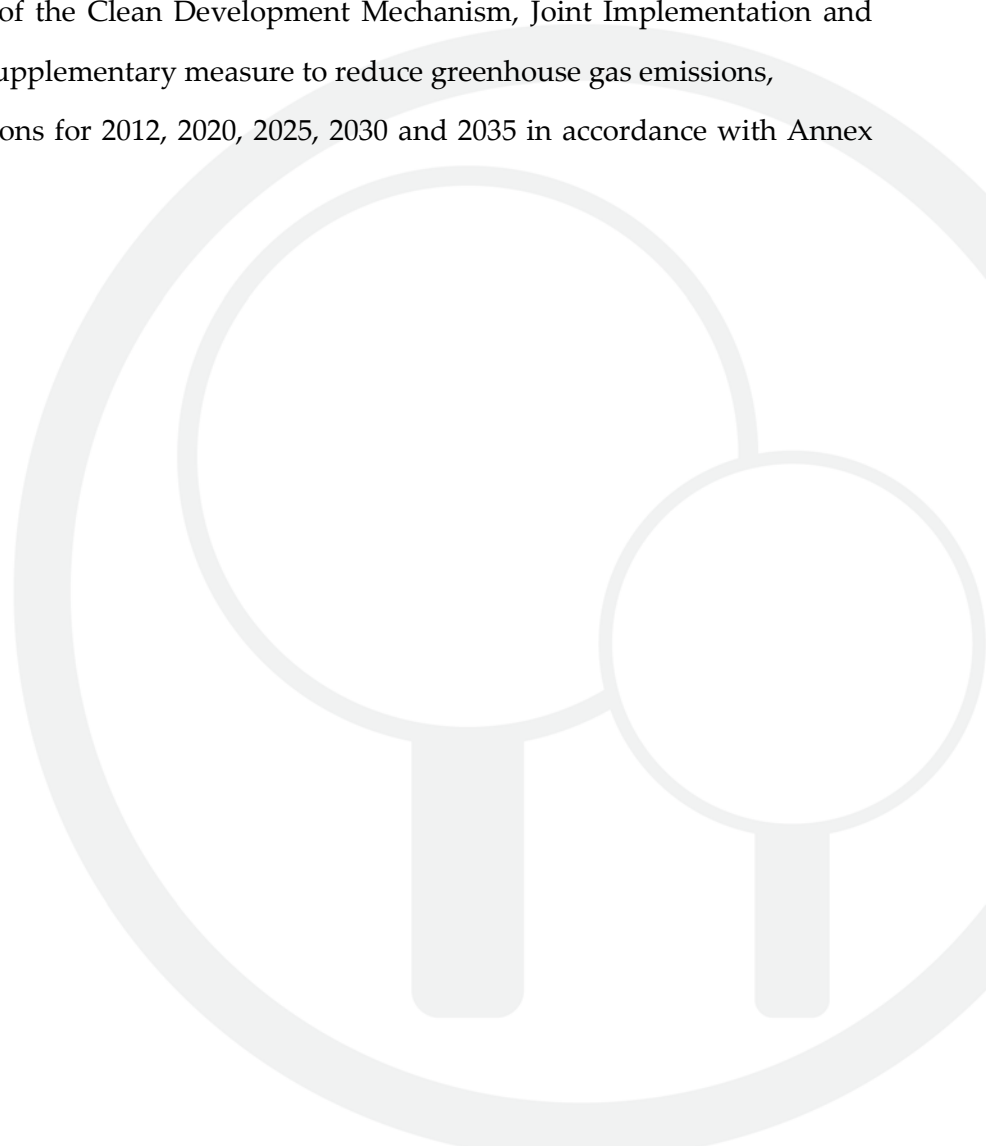 of the Clean Development Mechanism, Joint Implementation and
supplementary measure to reduce greenhouse gas emissions,
ons for 2012, 2020, 2025, 2030 and 2035 in accordance with Annex